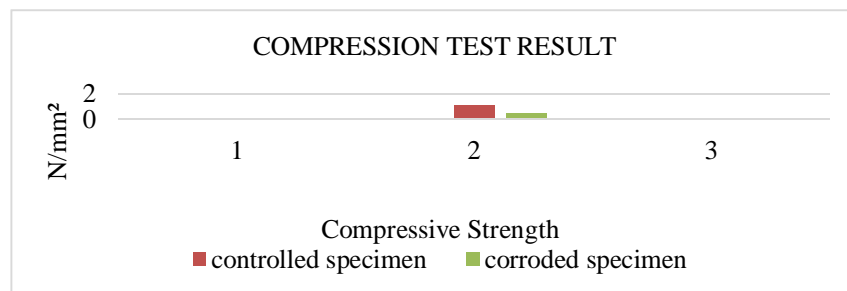 COMPRESSION TEST RESULT
2
0
N/mm²
1 2 3
Compressive Strength
controlled specimen corroded specimen